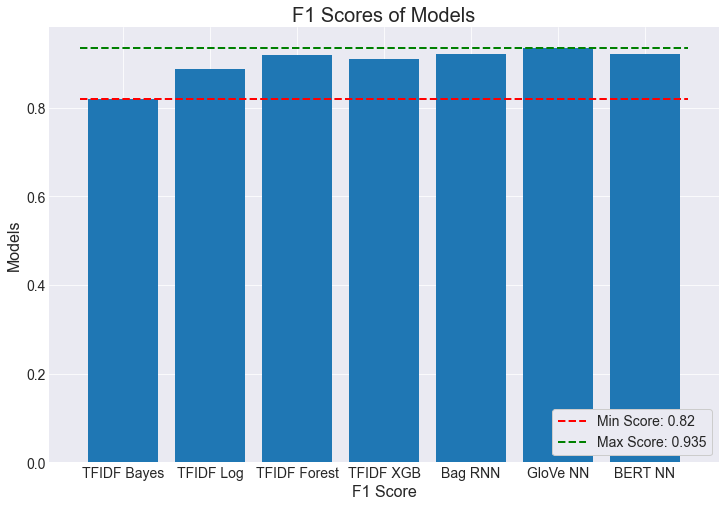 F1 Scores of Models
Models
0.8
0.6
0.4
0.2
0.0
Min Score: 0.82
Max Score: 0.935
TFIDF Bayes TFIDF Log TFIDF Forest TFIDF XGB Bag RNN GloVe NN BERT NN
F1 Score